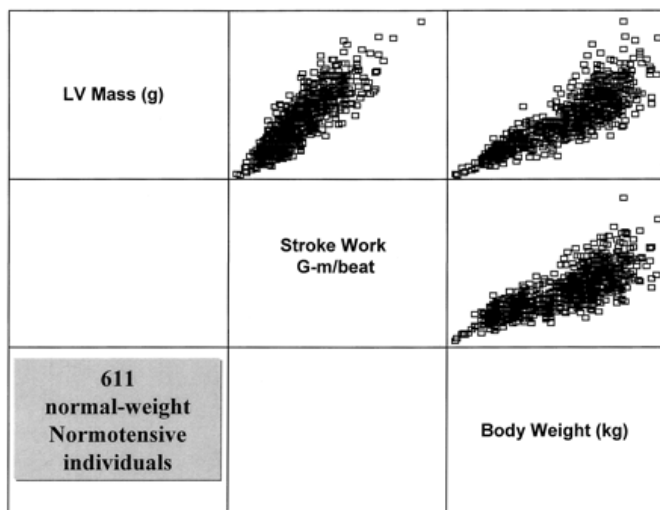 LV Mass (g)
Stroke Work
G-m/beat
611
normal-weight
Normotensive
individuals
Body Weight (kg)